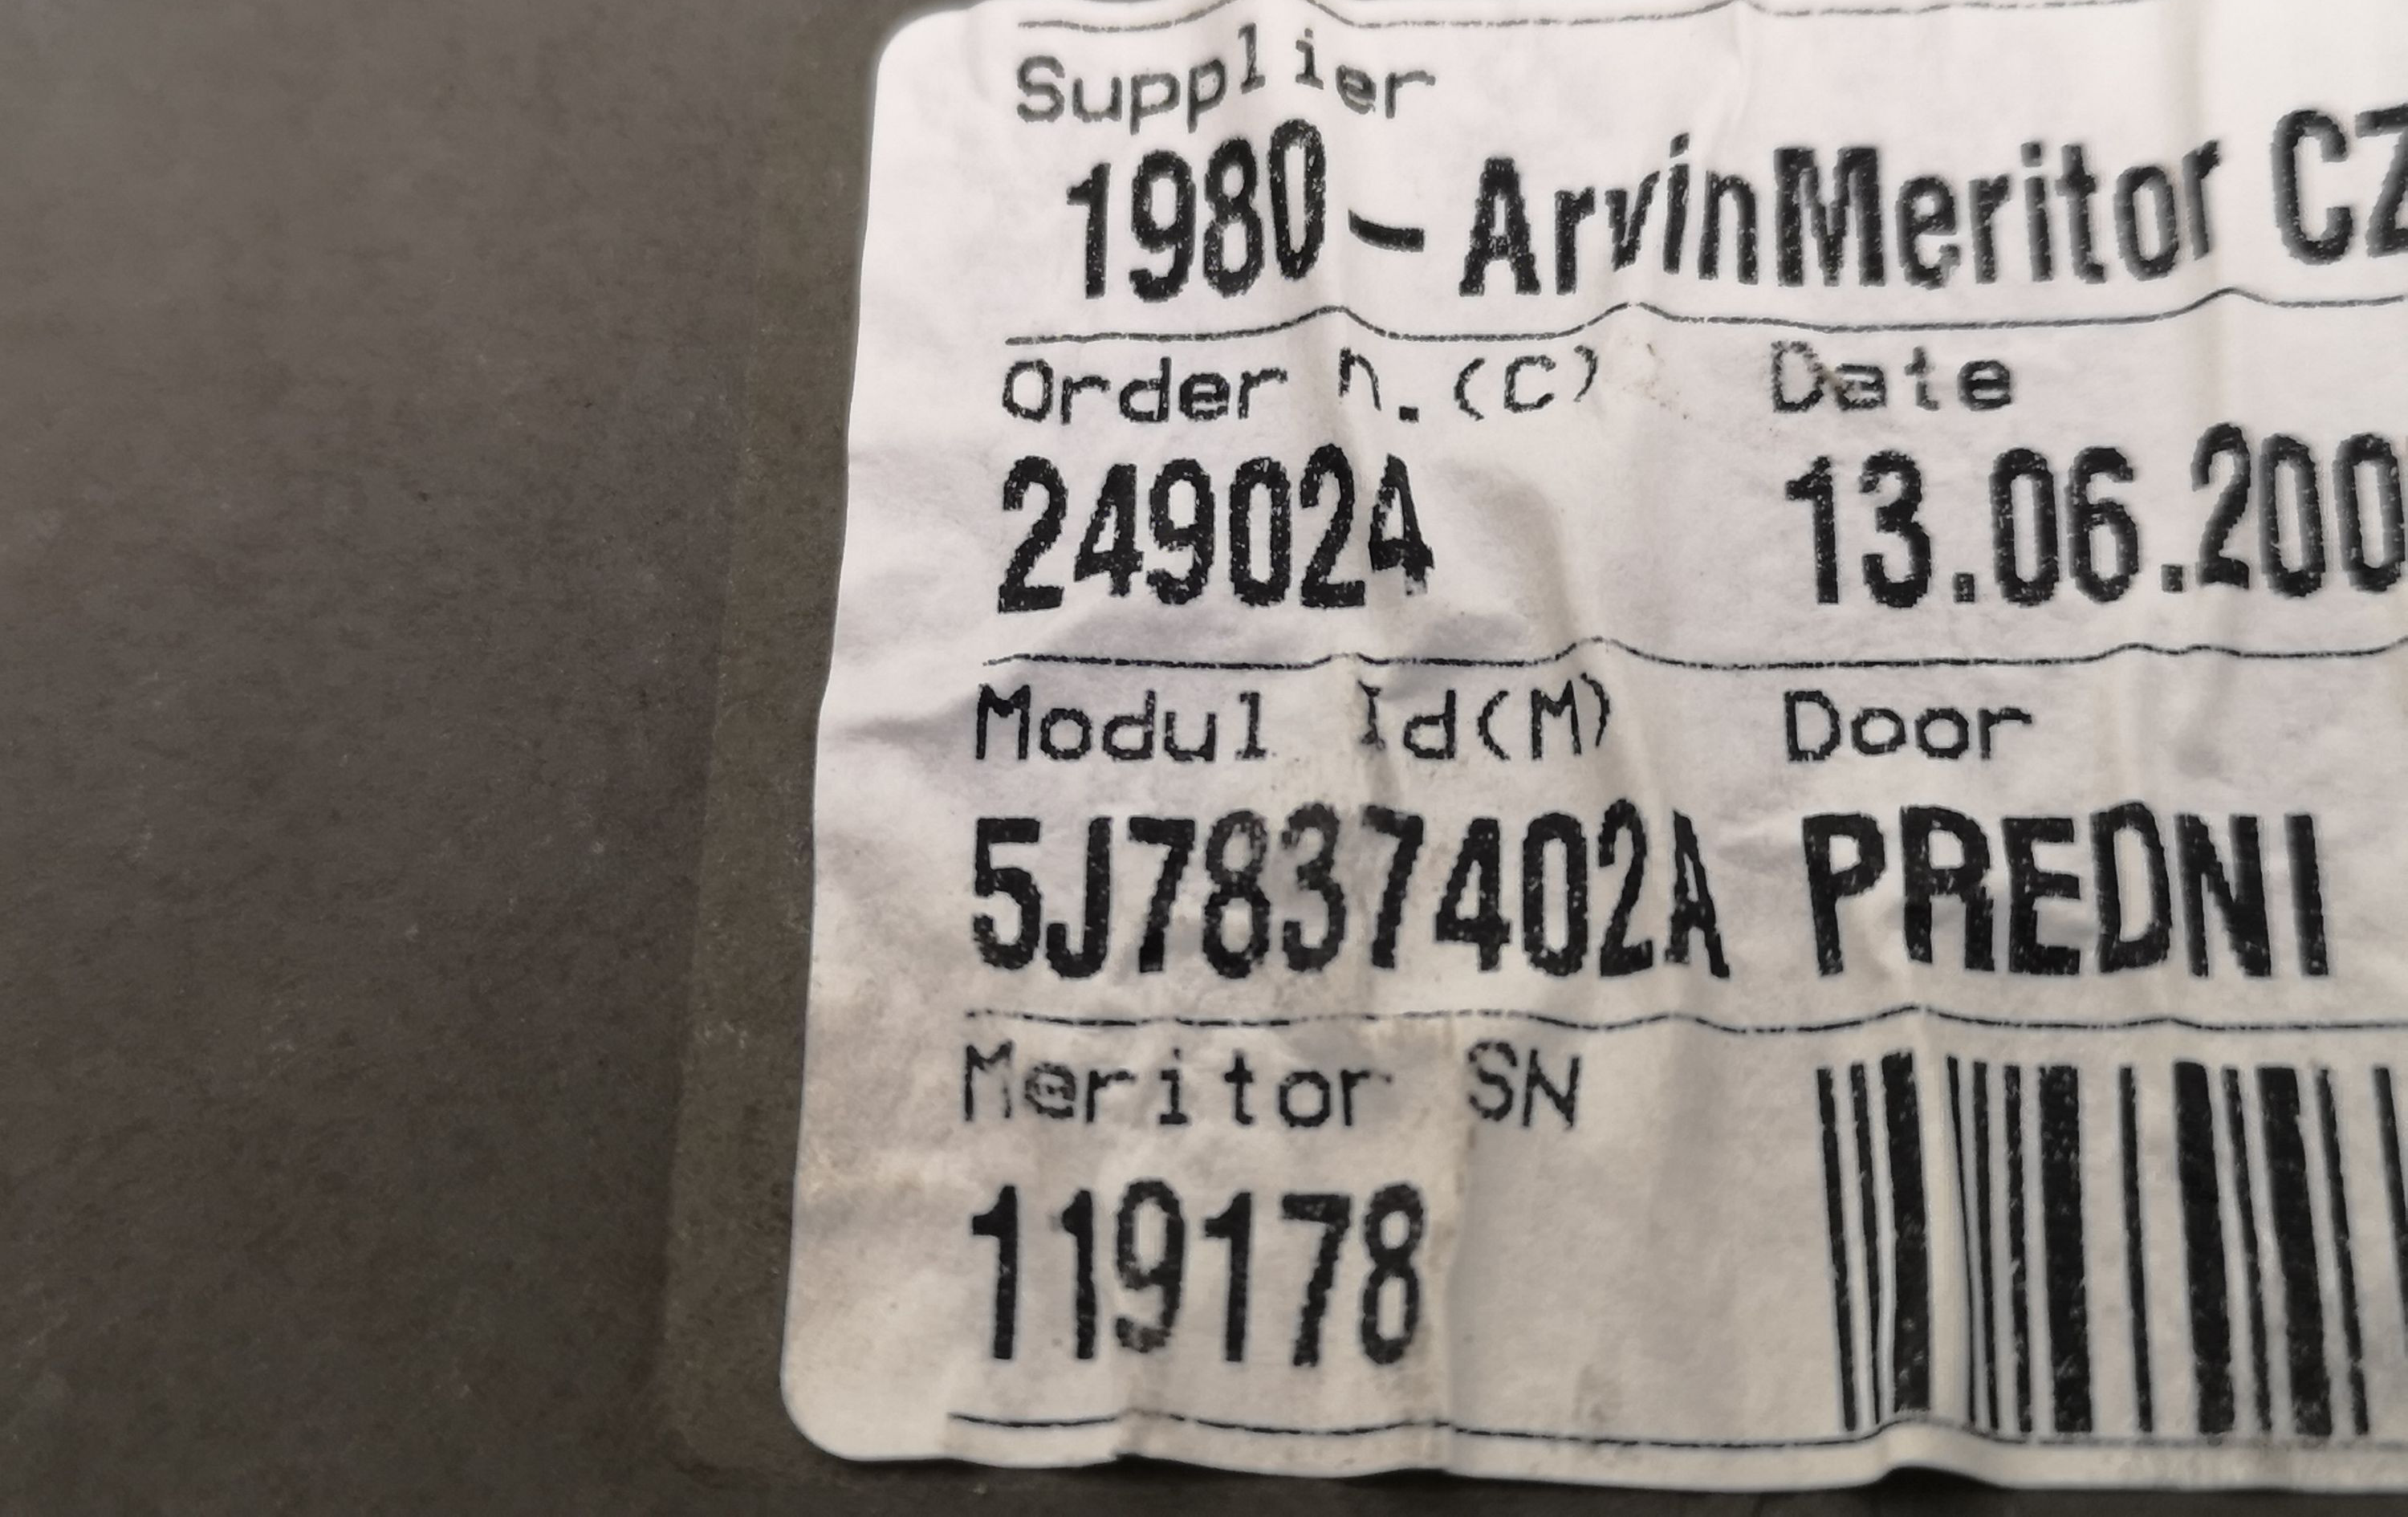 Supplier
1980- ArvinMeritor CZ
Order n.(C) Date
249024 13.06.200
Modul Id(M) Door
5J7837402A PREDNI
Meritor SN
119178